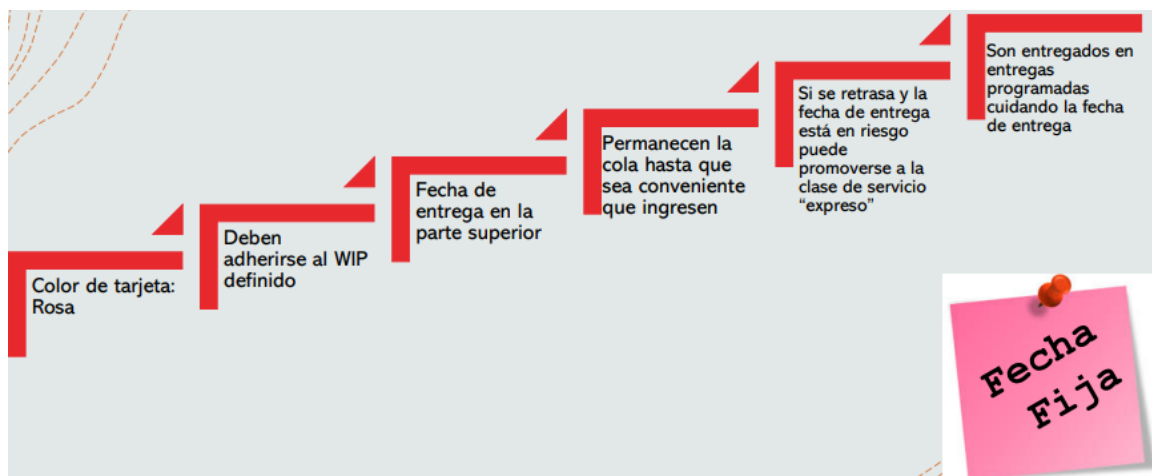 Color de tarjeta:
Rosa
Deben
adherirse al WIP
definido
Fecha de
entrega en la
parte superior
Permanecen la
cola hasta que
sea conveniente
que ingresen
Si se retrasa y la
fecha de entrega
está en riesgo
puede
promoverse a la
clase de servicio
“expreso”
Son entregados en
entregas
programadas
cuidando la fecha
de entrega
Fecha
Fija